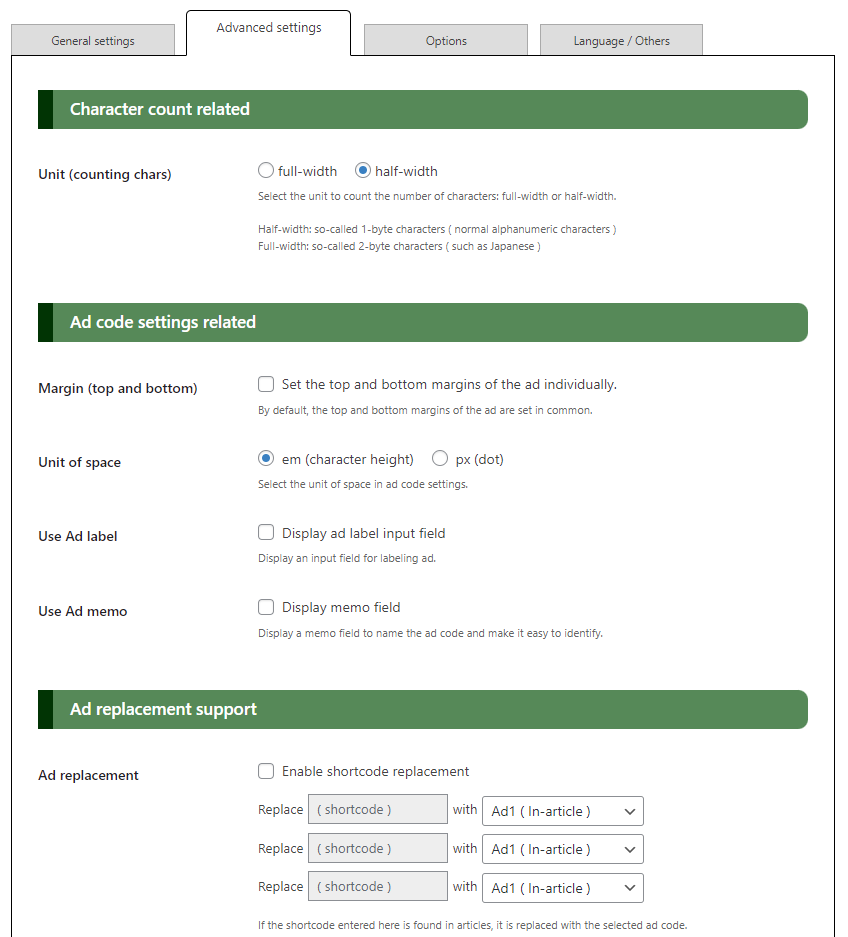 General settings
Advanced settings
Options
Language / Others
Character count related
Unit (counting chars)
full-width
half-width
Select the unit to count the number of characters: full-width or half-width.
Half-width: so-called 1-byte characters ( normal alphanumeric characters )
Full-width: so-called 2-byte characters ( such as Japanese )
Ad code settings related
Margin (top and bottom)
Set the top and bottom margins of the ad individually.
By default, the top and bottom margins of the ad are set in common.
Unit of space
em (character height)
px (dot)
Select the unit of space in ad code settings.
Use Ad label
Display ad label input field
Display an input field for labeling ad.
Use Ad memo
Display memo field
Display a memo field to name the ad code and make it easy to identify.
Ad replacement support
Ad replacement
Enable shortcode replacement
Replace ( shortcode ) with Ad1 ( In-article )
Replace ( shortcode ) with Ad1 ( In-article )
Replace ( shortcode ) with Ad1 ( In-article )
If the shortcode entered here is found in articles, it is replaced with the selected ad code.